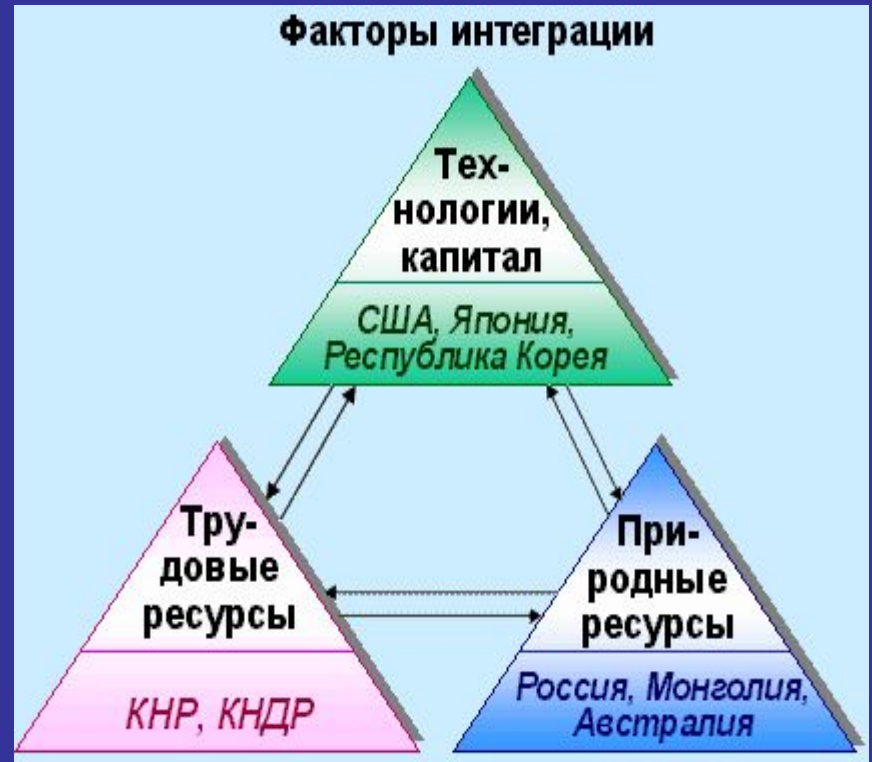 Факторы интеграции
Тех-
нологии,
капитал
США, Япония,
Республика Корея
Тру-
довые
ресурсы
КНР, КНДР
При-
родные
ресурсы
Россия, Монголия,
Австралия